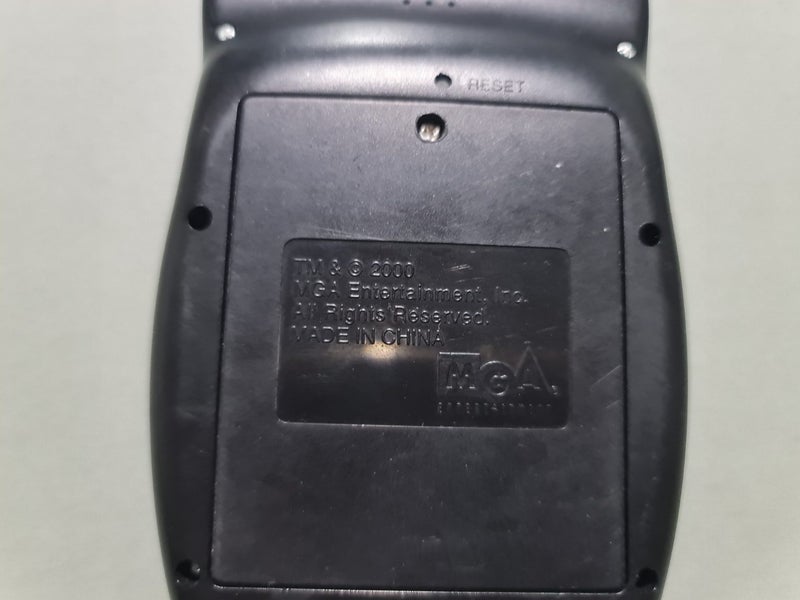 RESET
TM & © 2000
MGA Entertainment, Inc.
All Rights Reserved.
MADE IN CHINA
MGA